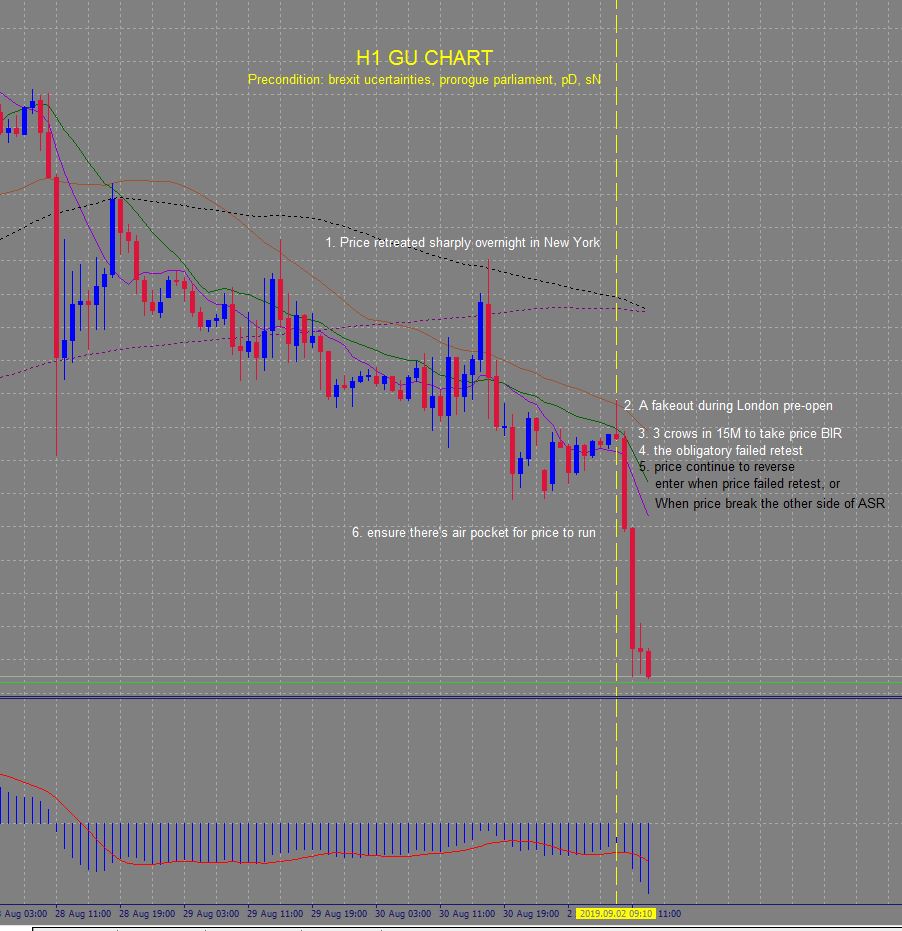 H1 GU CHART
Precondition: brexit ucertainties, prorogue parliament, pD, sN
1. Price retreated sharply overnight in New York
2. A fakeout during London pre-open
3. 3 crows in 15M to take price BIR
4. the obligatory failed retest
5. price continue to reverse
enter when price failed retest, or
When price break the other side of ASR
6. ensure there's air pocket for price to run
Aug 03:00 28 Aug 11:00 28 Aug 19:00 29 Aug 03:00 29 Aug 11:00 29 Aug 19:00 30 Aug 03:00 30 Aug 11:00 30 Aug 19:00 2 2019.09.02 09:10 11:00